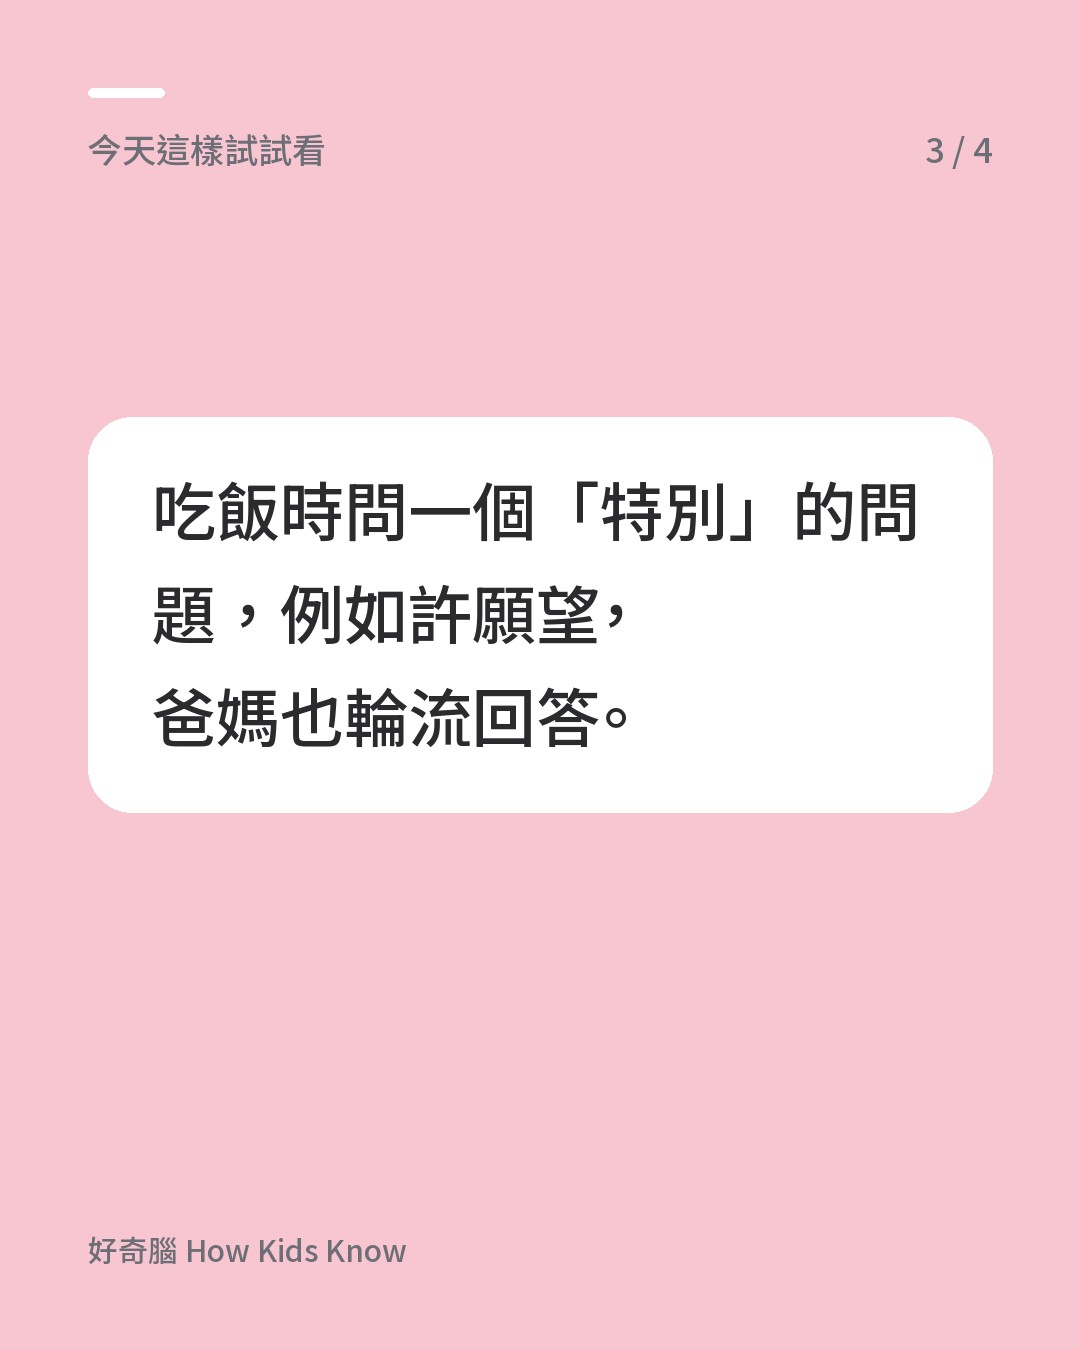 今天這樣試試看
3 / 4
吃飯時問一個「特別」的問
題，例如許願望，
爸媽也輪流回答。
好奇腦 How Kids Know